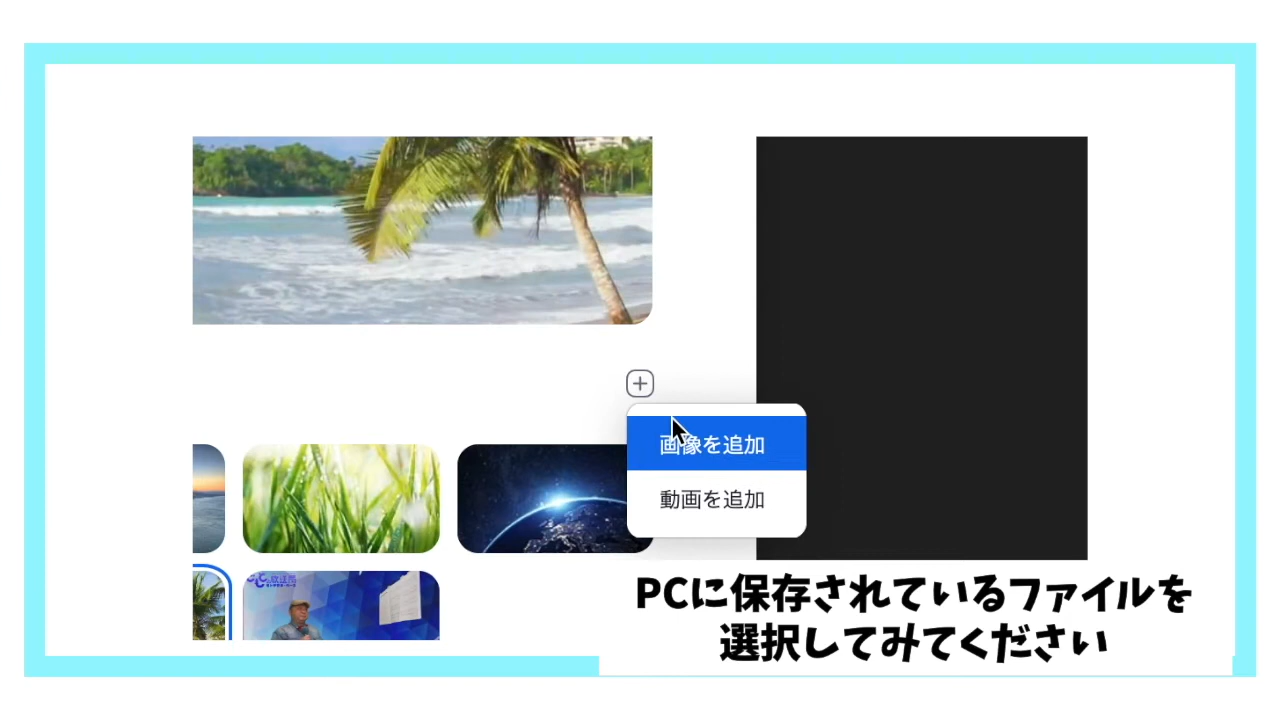 画像を追加
動画を追加
PCに保存されているファイルを
選択してみてください